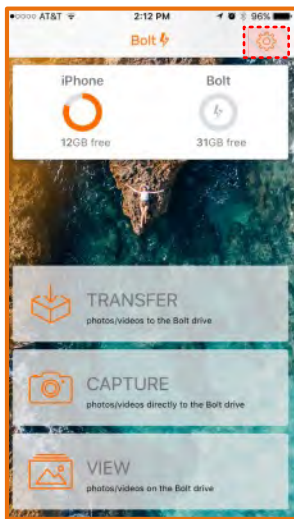 AT&T 2:12 PM 96%
Bolt
iPhone Bolt
12GB free 31GB free
TRANSFER
photos/videos to the Bolt drive
CAPTURE
photos/videos directly to the Bolt drive
VIEW
photos/videos on the Bolt drive